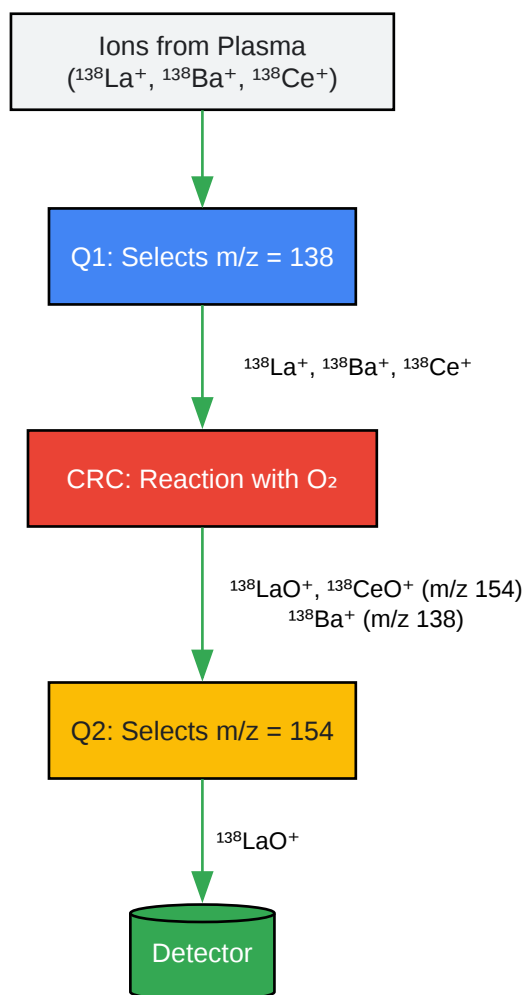 Ions from Plasma
(¹³⁸La⁺, ¹³⁸Ba⁺, ¹³⁸Ce⁺)
Q1: Selects m/z = 138
¹³⁸La⁺, ¹³⁸Ba⁺, ¹³⁸Ce⁺
CRC: Reaction with O₂
¹³⁸LaO⁺, ¹³⁸CeO⁺ (m/z 154)
¹³⁸Ba⁺ (m/z 138)
Q2: Selects m/z = 154
¹³⁸LaO⁺
Detector